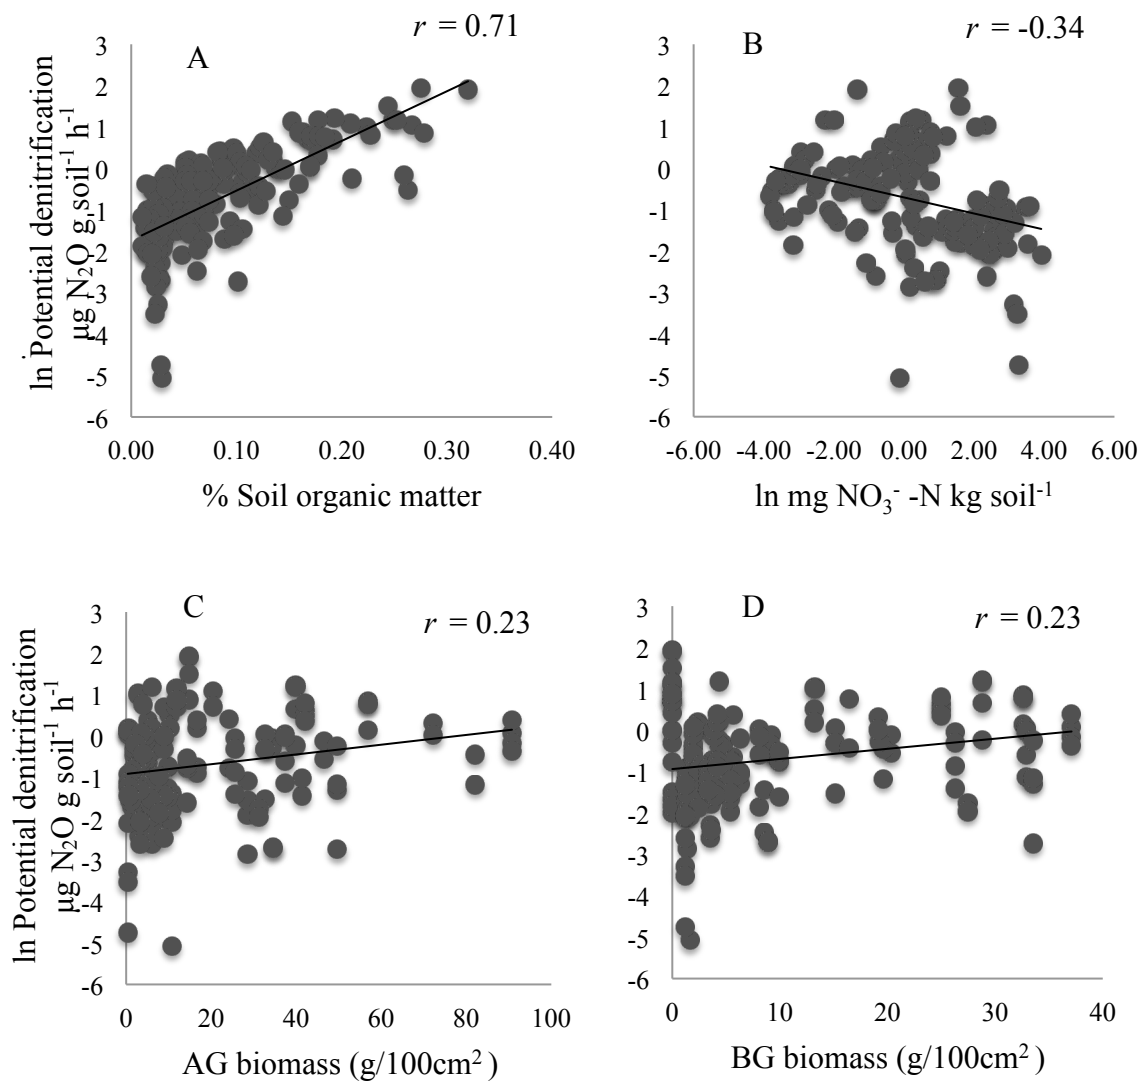 r = 0.71
A
3
2
1
0
-1
-2
-3
-4
-5
-6
ln Potential denitrification
µg N₂O g soil⁻¹ h⁻¹
0.00 0.10 0.20 0.30 0.40
% Soil organic matter
r = -0.34
B
3
2
1
0
-1
-2
-3
-4
-5
-6
-6.00 -4.00 -2.00 0.00 2.00 4.00 6.00
ln mg NO₃⁻ -N kg soil⁻¹
C
r = 0.23
3
2
1
0
-1
-2
-3
-4
-5
-6
ln Potential denitrification
µg N₂O g soil⁻¹ h⁻¹
0 20 40 60 80 100
AG biomass (g/100cm² )
D
r = 0.23
3
2
1
0
-1
-2
-3
-4
-5
-6
0 10 20 30 40
BG biomass (g/100cm² )